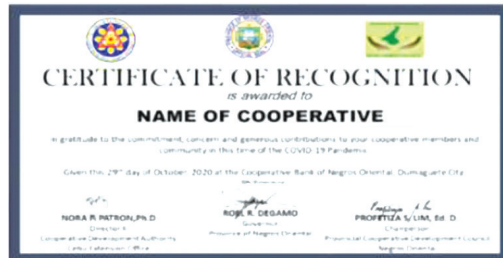 CERTIFICATE OF RECOGNITION
is awarded to
NAME OF COOPERATIVE
in gratitude to the commitment, concern and generous contributions to your cooperative members and
community in this time of the COVID-19 Pandemic
Given this 29th day of October 2020 at the Cooperative Bank of Negros Oriental, Dumaguete City
NORA R PATRON, Ph.D
ROEL R. DEGAMO
PROFETIZA S. LIM, Ed. D.
Governor
Chairperson
Cooperative Development Authority
Province of Negros Oriental
Provincial Cooperative Development Council
Cebu Extension Office
Negros Oriental